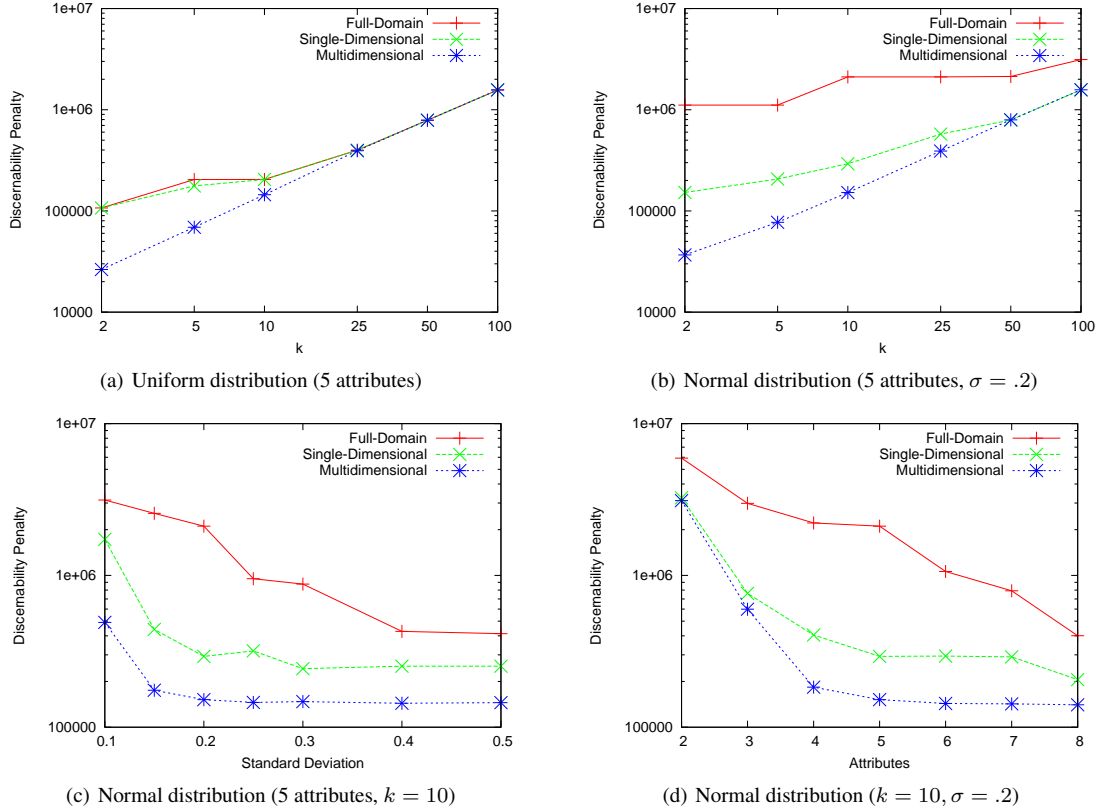 1e+07
1e+06
100000
10000
Discernability Penalty
Full-Domain
Single-Dimensional
Multidimensional
2 5 10 25 50 100
k
(a) Uniform distribution (5 attributes)
1e+07
1e+06
100000
10000
Discernability Penalty
Full-Domain
Single-Dimensional
Multidimensional
2 5 10 25 50 100
k
(b) Normal distribution (5 attributes, σ = .2)
1e+07
1e+06
100000
Discernability Penalty
Full-Domain
Single-Dimensional
Multidimensional
0.1 0.2 0.3 0.4 0.5
Standard Deviation
(c) Normal distribution (5 attributes, k = 10)
1e+07
1e+06
100000
Discernability Penalty
Full-Domain
Single-Dimensional
Multidimensional
2 3 4 5 6 7 8
Attributes
(d) Normal distribution (k = 10, σ = .2)